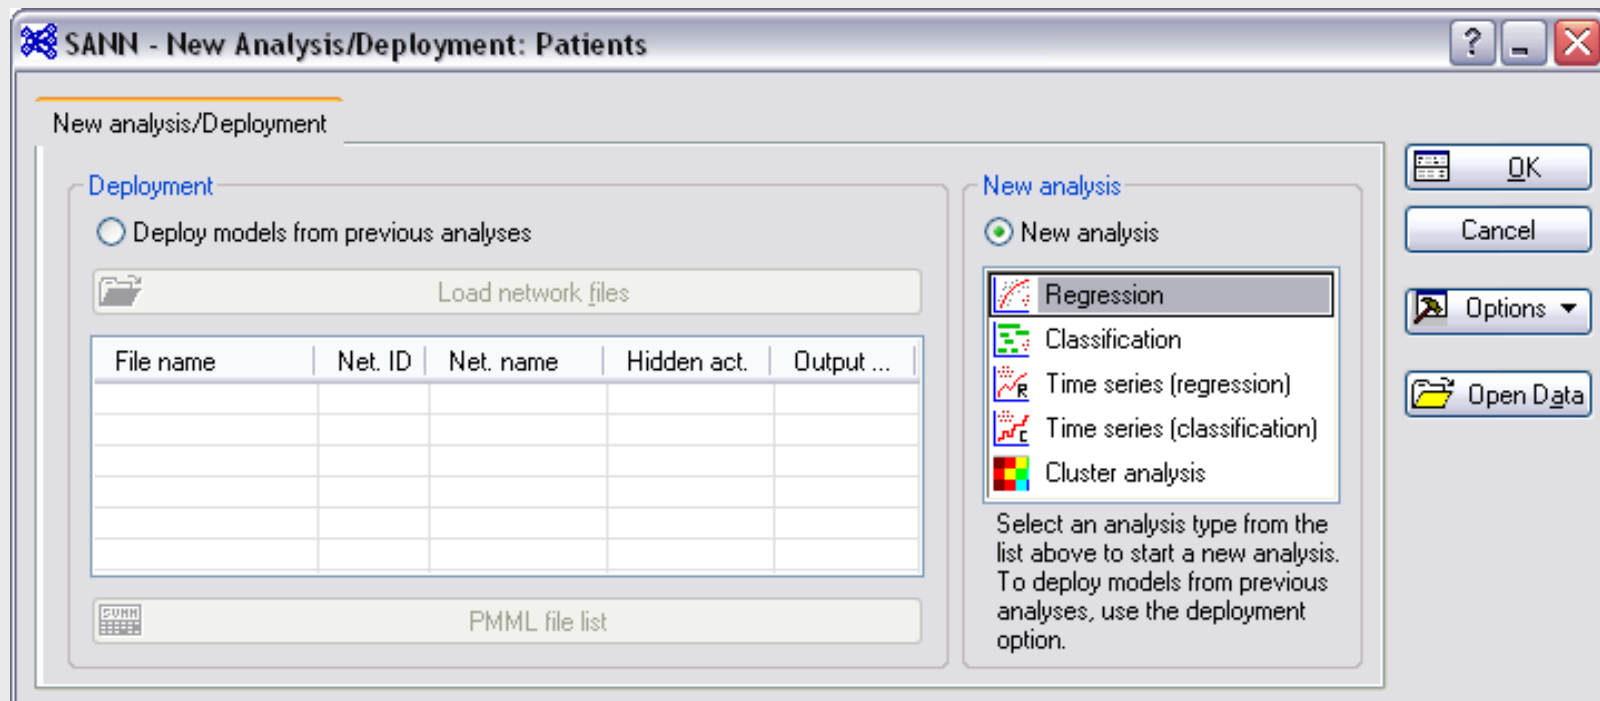 SANN - New Analysis/Deployment: Patients
?
New analysis/Deployment
Deployment
Deploy models from previous analyses
Load network files
File name
Net. ID
Net. name
Hidden act.
Output ...
PMML file list
New analysis
New analysis
Regression
Classification
Time series (regression)
Time series (classification)
Cluster analysis
Select an analysis type from the
list above to start a new analysis.
To deploy models from previous
analyses, use the deployment
option.
OK
Cancel
Options
Open Data